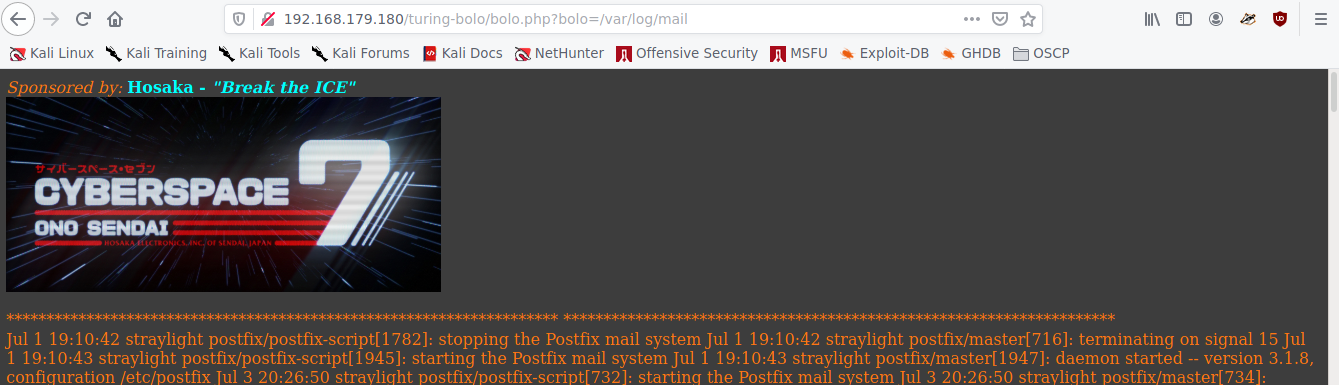 192.168.179.180/turing-bolo/bolo.php?bolo=/var/log/mail
Kali Linux Kali Training Kali Tools Kali Forums Kali Docs NetHunter Offensive Security MSFU Exploit-DB GHDB OSCP
Sponsored by: Hosaka - "Break the ICE"
サイバースペース・セブン
CYBERSPACE 7
ONO SENDAI
HOSAKA ELECTRONICS, INC. OF SENDAI, JAPAN
********************************************************************* *********************************************************************
Jul 1 19:10:42 straylight postfix/postfix-script[1782]: stopping the Postfix mail system Jul 1 19:10:42 straylight postfix/master[716]: terminating on signal 15 Jul
1 19:10:43 straylight postfix/postfix-script[1945]: starting the Postfix mail system Jul 1 19:10:43 straylight postfix/master[1947]: daemon started -- version 3.1.8,
configuration /etc/postfix Jul 3 20:26:50 straylight postfix/postfix-script[732]: starting the Postfix mail system Jul 3 20:26:50 straylight postfix/master[734]: